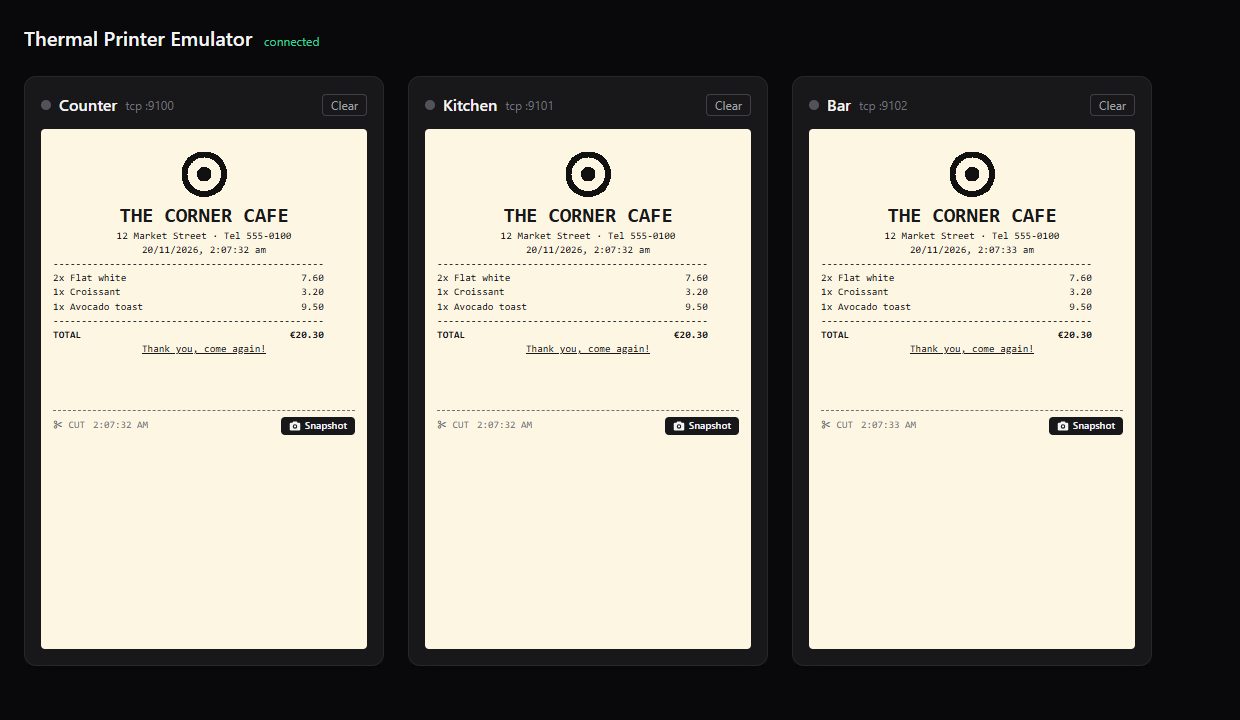 Thermal Printer Emulator connected
Counter tcp :9100 Clear
THE CORNER CAFE
12 Market Street · Tel 555-0100
20/11/2026, 2:07:32 am
------------------------------------------------
2x Flat white 7.60
1x Croissant 3.20
1x Avocado toast 9.50
------------------------------------------------
TOTAL €20.30
Thank you, come again!
CUT 2:07:32 AM Snapshot
Kitchen tcp :9101 Clear
THE CORNER CAFE
12 Market Street · Tel 555-0100
20/11/2026, 2:07:32 am
------------------------------------------------
2x Flat white 7.60
1x Croissant 3.20
1x Avocado toast 9.50
------------------------------------------------
TOTAL €20.30
Thank you, come again!
CUT 2:07:32 AM Snapshot
Bar tcp :9102 Clear
THE CORNER CAFE
12 Market Street · Tel 555-0100
20/11/2026, 2:07:33 am
------------------------------------------------
2x Flat white 7.60
1x Croissant 3.20
1x Avocado toast 9.50
------------------------------------------------
TOTAL €20.30
Thank you, come again!
CUT 2:07:33 AM Snapshot